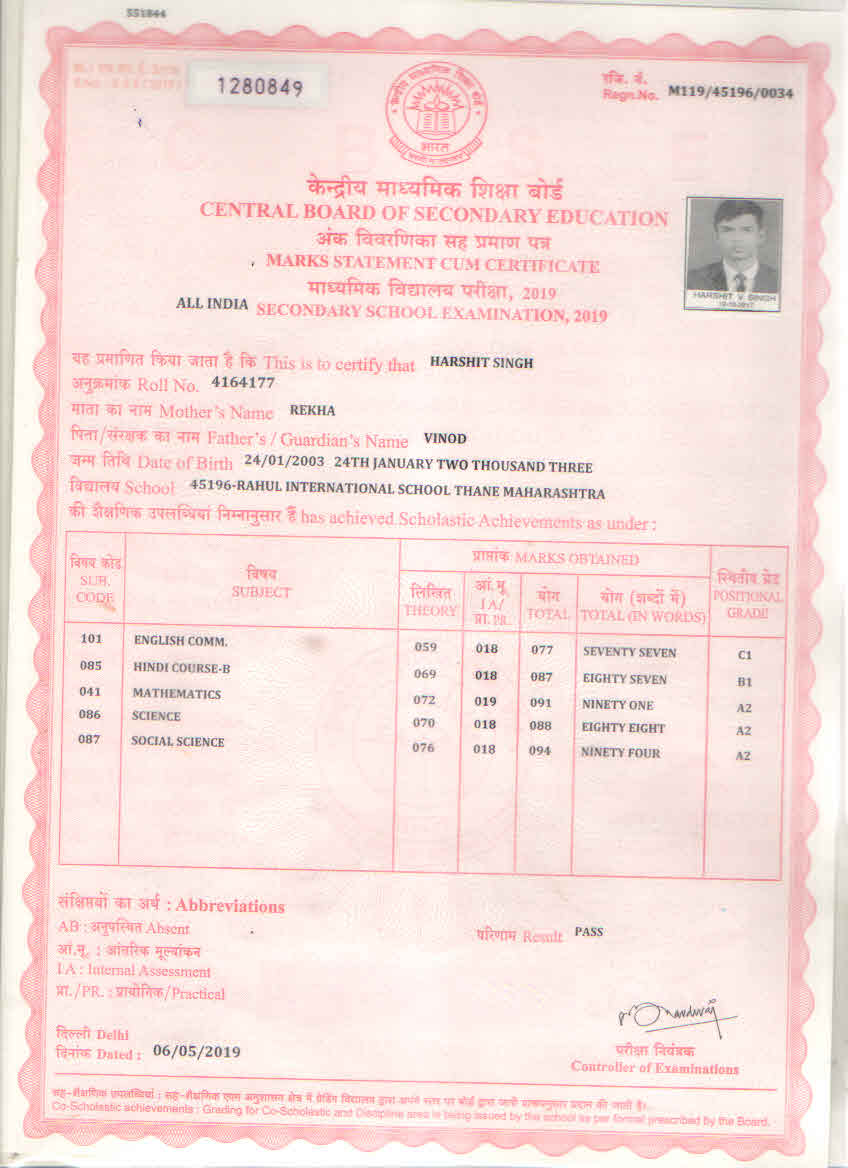 551844
1280849
रजि. नं.
Regn.No. M119/45196/0034
भारत
केन्द्रीय माध्यमिक शिक्षा बोर्ड
CENTRAL BOARD OF SECONDARY EDUCATION
अंक विवरणिका सह प्रमाण पत्र
MARKS STATEMENT CUM CERTIFICATE
माध्यमिक विद्यालय परीक्षा, 2019
ALL INDIA SECONDARY SCHOOL EXAMINATION, 2019
HARSHIT V. SINGH
यह प्रमाणित किया जाता है कि This is to certify that HARSHIT SINGH
अनुक्रमांक Roll No. 4164177
माता का नाम Mother's Name REKHA
पिता/संरक्षक का नाम Father's / Guardian's Name VINOD
जन्म तिथि Date of Birth 24/01/2003 24TH JANUARY TWO THOUSAND THREE
विद्यालय School 45196-RAHUL INTERNATIONAL SCHOOL THANE MAHARASHTRA
की शैक्षणिक उपलब्धियां निम्नानुसार हैं has achieved Scholastic Achievements as under :
विषय कोड SUB. CODE
विषय SUBJECT
प्राप्तांक MARKS OBTAINED
लिखित THEORY
आं.मू. I A/ प्रा. PR.
योग TOTAL
योग (शब्दों में) TOTAL (IN WORDS)
स्थितीय ग्रेड POSITIONAL GRADE
101 ENGLISH COMM. 059 018 077 SEVENTY SEVEN C1
085 HINDI COURSE-B 069 018 087 EIGHTY SEVEN B1
041 MATHEMATICS 072 019 091 NINETY ONE A2
086 SCIENCE 070 018 088 EIGHTY EIGHT A2
087 SOCIAL SCIENCE 076 018 094 NINETY FOUR A2
संक्षिप्तियों का अर्थ : Abbreviations
AB : अनुपस्थित Absent
परिणाम Result PASS
आं.मू. : आंतरिक मूल्यांकन
I A : Internal Assessment
प्रा./PR. : प्रायोगिक/Practical
दिल्ली Delhi
दिनांक Dated : 06/05/2019
परीक्षा नियंत्रक
Controller of Examinations
सह-शैक्षणिक उपलब्धियां : सह-शैक्षणिक एवम अनुशासन क्षेत्र में ग्रेडिंग विद्यालय द्वारा अपने स्तर पर बोर्ड द्वारा जारी प्रारूपानुसार प्रदान की जाती है।
Co-Scholastic achievements : Grading for Co-Scholastic and Discipline area is being issued by the school as per format prescribed by the Board.